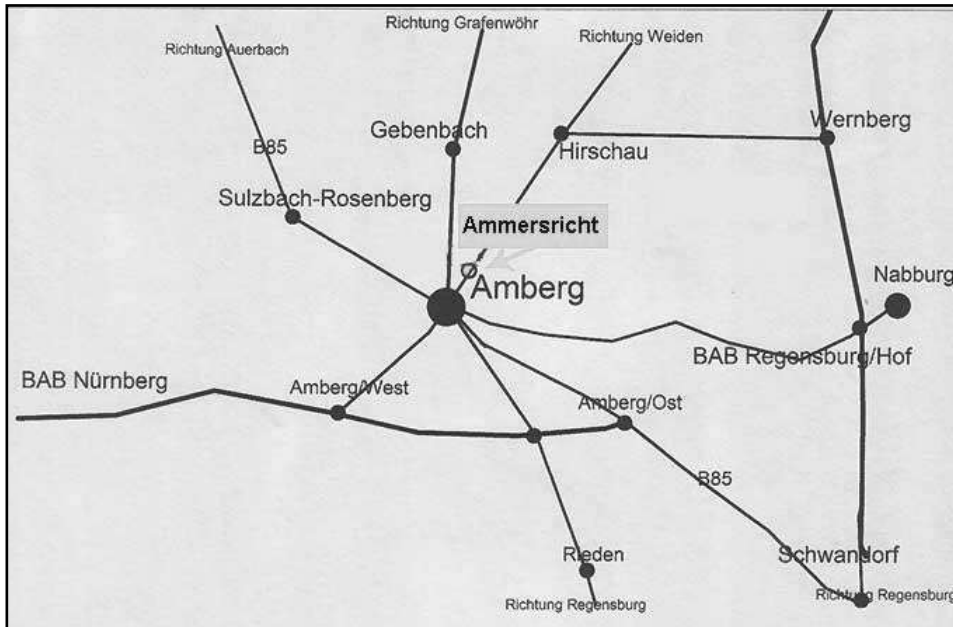 Richtung Grafenwöhr
Richtung Auerbach
Richtung Weiden
Gebenbach
Wernberg
B85
Hirschau
Sulzbach-Rosenberg
Ammersricht
Nabburg
Amberg
BAB Regensburg/Hof
BAB Nürnberg
Amberg/West
Amberg/Ost
B85
Rieden
Schwandorf
Richtung Regensburg
Richtung Regensburg